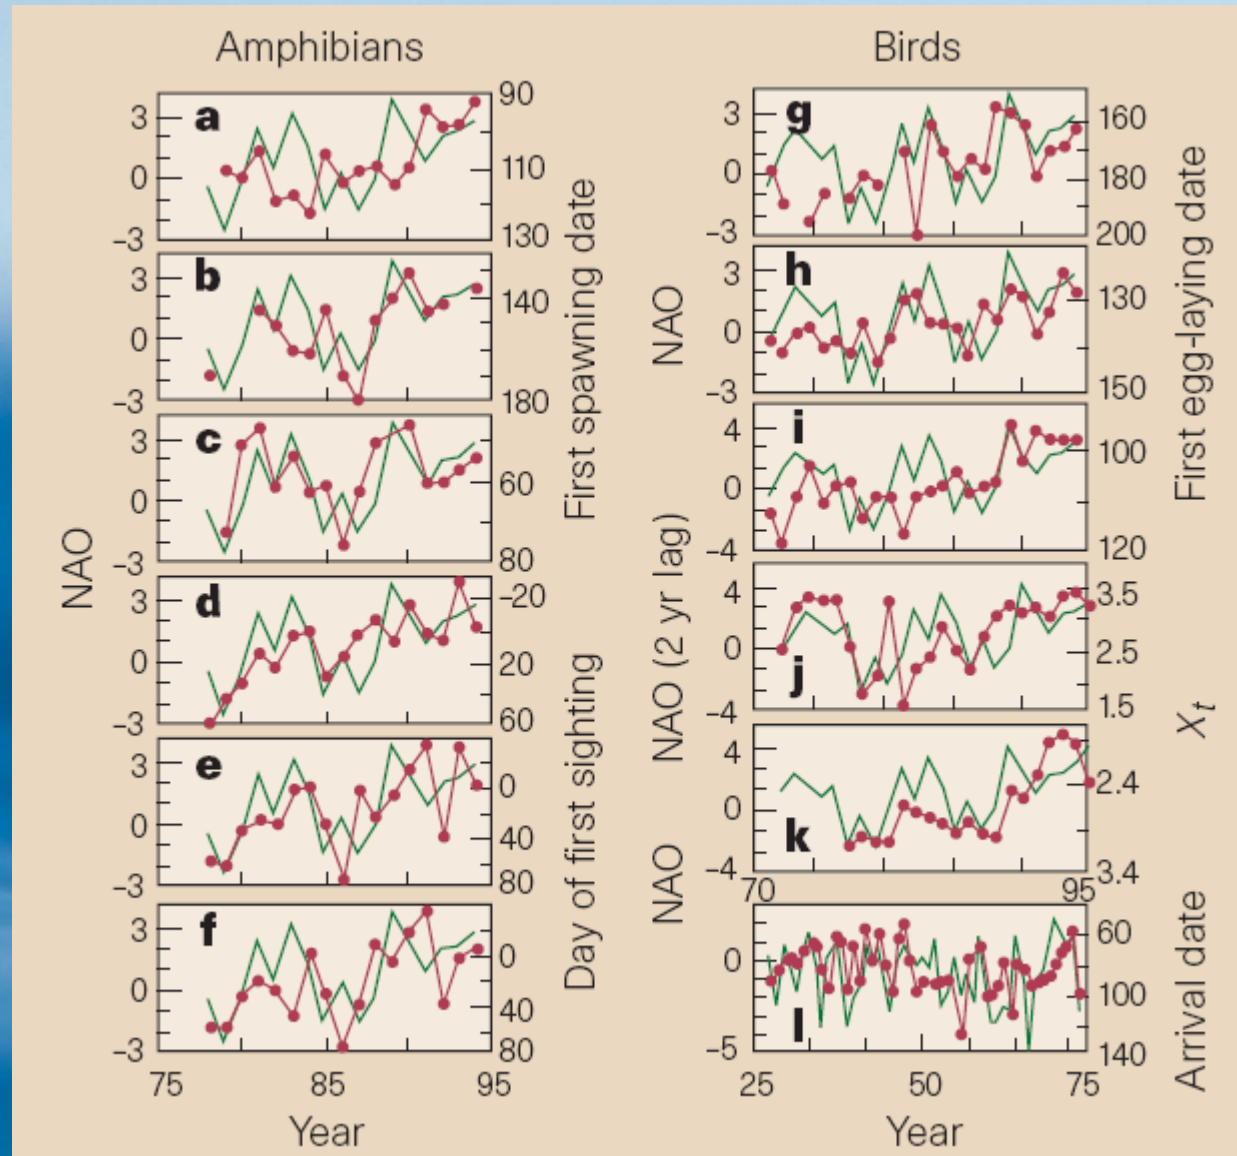 Amphibians
a
3
0
–3
90
110
130
b
3
0
–3
140
180
c
3
0
–3
60
80
First spawning date
NAO
d
3
0
–3
–20
20
60
e
3
0
–3
0
40
80
f
3
0
–3
0
40
80
Day of first sighting
75
85
95
Year
Birds
g
3
0
–3
160
180
200
h
3
0
–3
130
150
NAO
i
4
0
–4
100
120
First egg-laying date
j
4
0
–4
3.5
2.5
1.5
NAO (2 yr lag)
Xt
k
4
0
–4
2.4
3.4
70
95
NAO
l
0
–5
60
100
140
Arrival date
25
50
75
Year